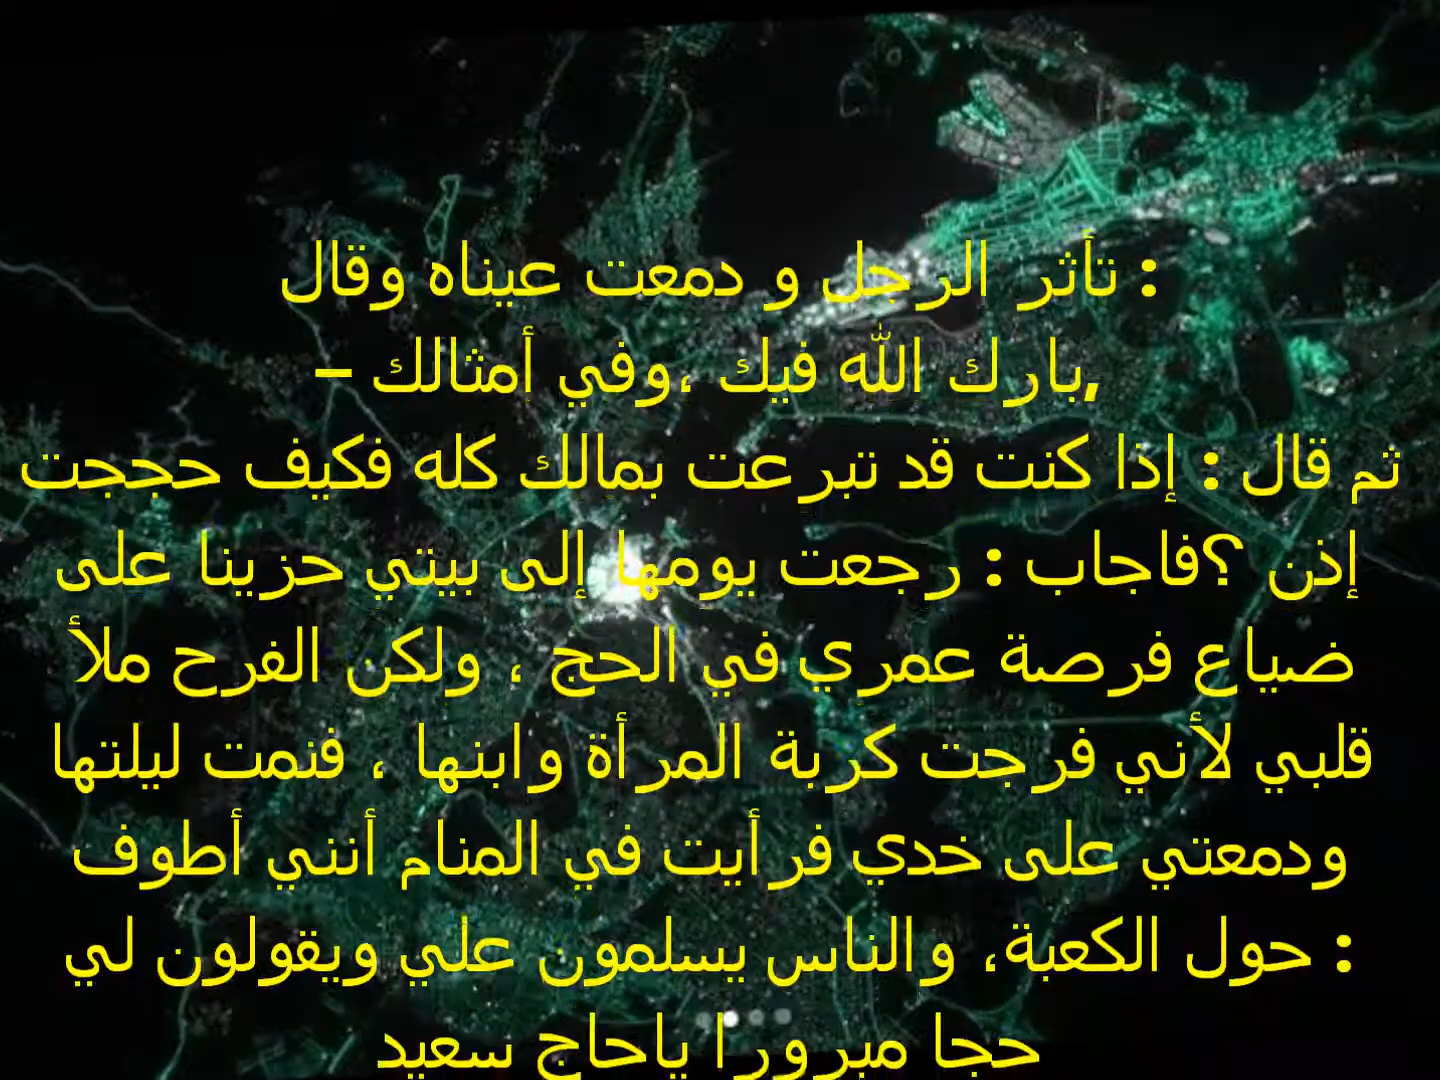 تأثر الرجل و دمعت عيناه وقال :
بارك الله فيك ،وفي أمثالك –,
ثم قال : إذا كنت قد تبرعت بمالك كله فكيف حججت
إذن ؟فاجاب : رجعت يومها إلى بيتي حزينا على
ضياع فرصة عمري في الحج ، ولكن الفرح ملأ
قلبي لأني فرجت كربة المرأة وابنها ، فنمت ليلتها
ودمعتي على خدي فرأيت في المنام أنني أطوف
حول الكعبة، والناس يسلمون علي ويقولون لي :
حجا مبرورا ياحاج سعيد